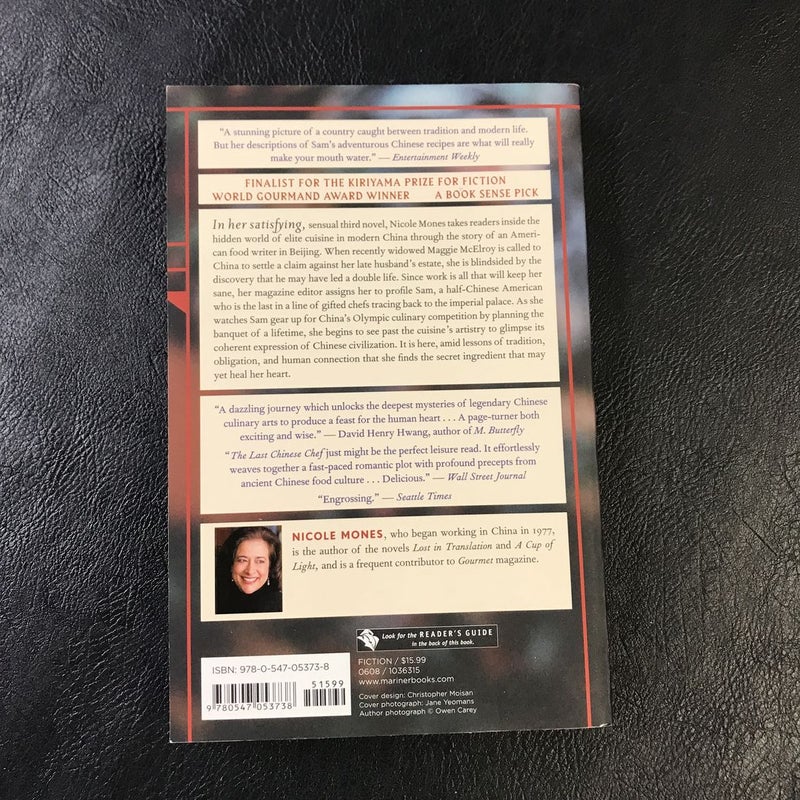 “A stunning picture of a country caught between tradition and modern life.
But her descriptions of Sam’s adventurous Chinese recipes are what will really
make your mouth water.” — Entertainment Weekly
FINALIST FOR THE KIRIYAMA PRIZE FOR FICTION
WORLD GOURMAND AWARD WINNER A BOOK SENSE PICK
In her satisfying, sensual third novel, Nicole Mones takes readers inside the
hidden world of elite cuisine in modern China through the story of an Ameri-
can food writer in Beijing. When recently widowed Maggie McElroy is called to
China to settle a claim against her late husband’s estate, she is blindsided by the
discovery that he may have led a double life. Since work is all that will keep her
sane, her magazine editor assigns her to profile Sam, a half-Chinese American
who is the last in a line of gifted chefs tracing back to the imperial palace. As she
watches Sam gear up for China’s Olympic culinary competition by planning the
banquet of a lifetime, she begins to see past the cuisine’s artistry to glimpse its
coherent expression of Chinese civilization. It is here, amid lessons of tradition,
obligation, and human connection that she finds the secret ingredient that may
yet heal her heart.
“A dazzling journey which unlocks the deepest mysteries of legendary Chinese
culinary arts to produce a feast for the human heart . . . A page-turner both
exciting and wise.” — David Henry Hwang, author of M. Butterfly
“The Last Chinese Chef just might be the perfect leisure read. It effortlessly
weaves together a fast-paced romantic plot with profound precepts from
ancient Chinese food culture . . . Delicious.” — Wall Street Journal
“Engrossing.” — Seattle Times
NICOLE MONES, who began working in China in 1977,
is the author of the novels Lost in Translation and A Cup of
Light, and is a frequent contributor to Gourmet magazine.
Look for the READER’S GUIDE
in the back of this book.
ISBN: 978-0-547-05373-8
51599
9 780547 053738
FICTION / $15.99
0608 / 1036315
www.marinerbooks.com
Cover design: Christopher Moisan
Cover photograph: Jane Yeomans
Author photograph © Owen Carey